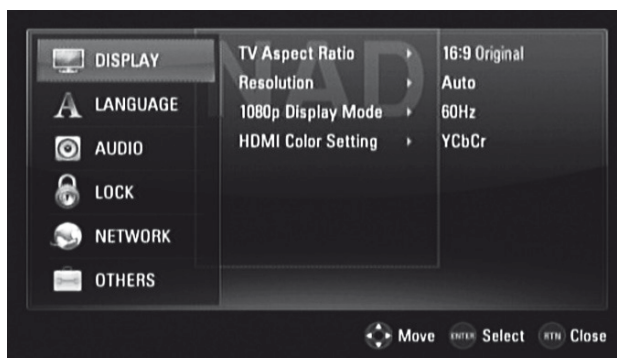 DISPLAY
LANGUAGE
AUDIO
LOCK
NETWORK
OTHERS
NAD
TV Aspect Ratio 16:9 Original
Resolution Auto
1080p Display Mode 60Hz
HDMI Color Setting YCbCr
Move ENTER Select RTN Close